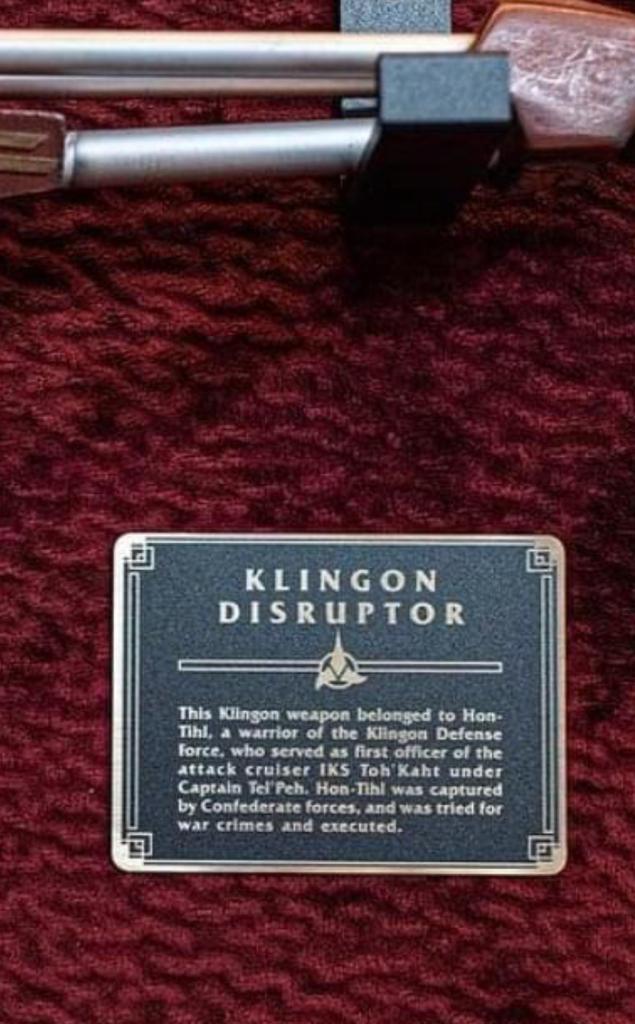 KLINGON
DISRUPTOR
This Klingon weapon belonged to Hon-
Tihl, a warrior of the Klingon Defense
Force, who served as first officer of the
attack cruiser IKS Toh'Kaht under
Captain Tel'Peh. Hon-Tihl was captured
by Confederate forces, and was tried for
war crimes and executed.